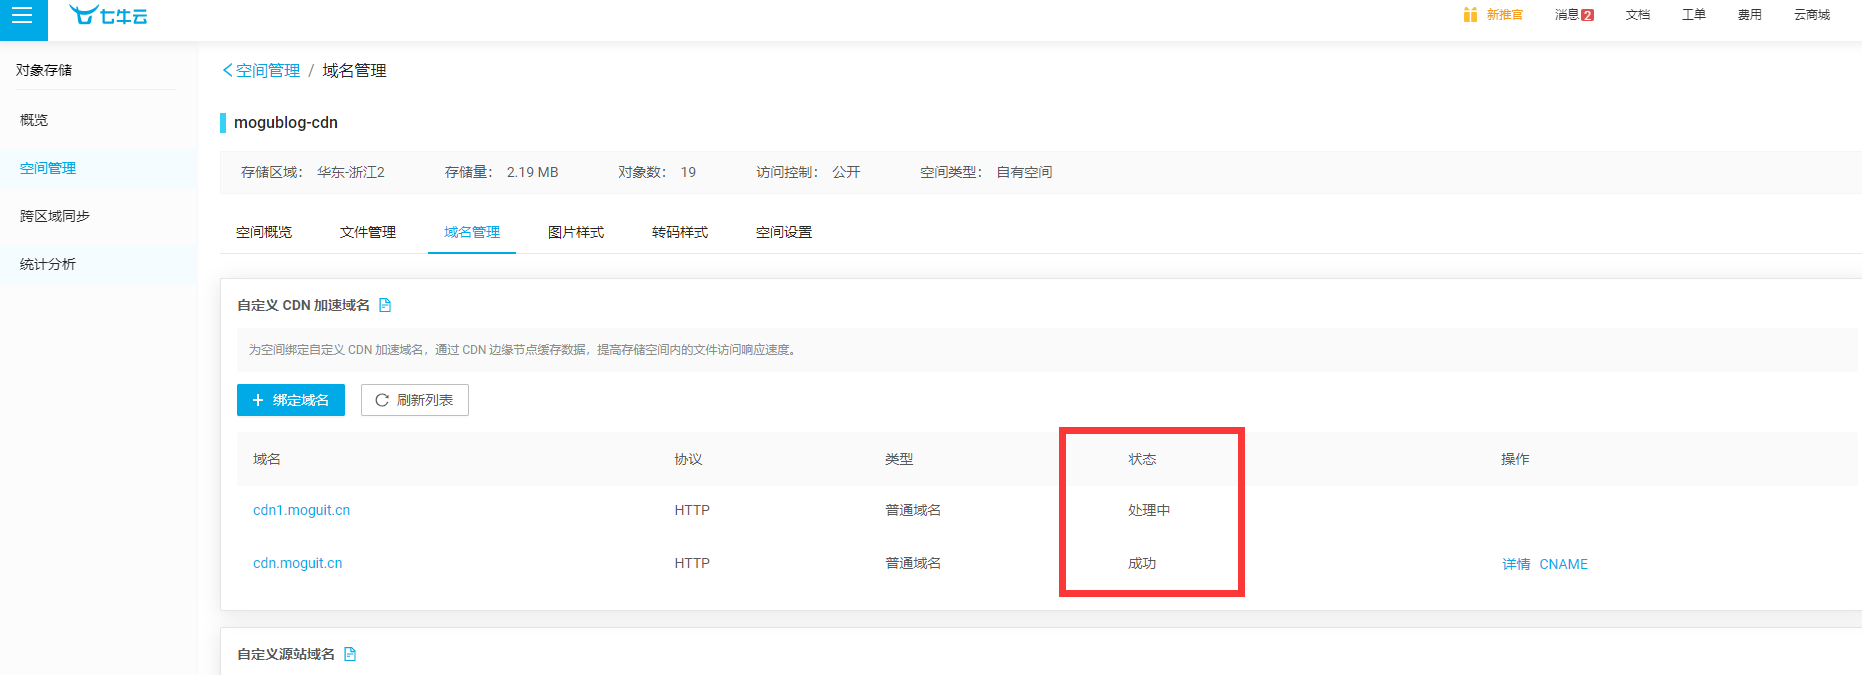 七牛云
新推官
消息 2
文档
工单
费用
云商城
对象存储
概览
空间管理
跨区域同步
统计分析
空间管理 / 域名管理
mogublog-cdn
存储区域： 华东-浙江2 存储量： 2.19 MB 对象数： 19 访问控制： 公开 空间类型： 自有空间
空间概览 文件管理 域名管理 图片样式 转码样式 空间设置
自定义 CDN 加速域名
为空间绑定自定义 CDN 加速域名，通过 CDN 边缘节点缓存数据，提高存储空间内的文件访问响应速度。
+ 绑定域名 刷新列表
域名 协议 类型 状态 操作
cdn1.moguit.cn HTTP 普通域名 处理中
cdn.moguit.cn HTTP 普通域名 成功 详情 CNAME
自定义源站域名